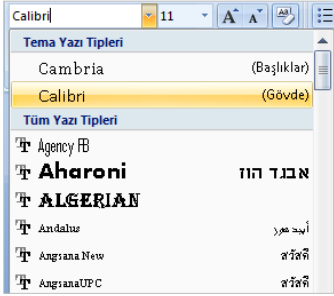 Calibri 11 A A Aa
Tema Yazı Tipleri
Cambria (Başlıklar)
Calibri (Gövde)
Tüm Yazı Tipleri
Agency FB
Aharoni אבגד הוז
ALGERIAN
Andalus أبجد هوز
Angsana New สวัสดี
AngsanaUPC สวัสดี